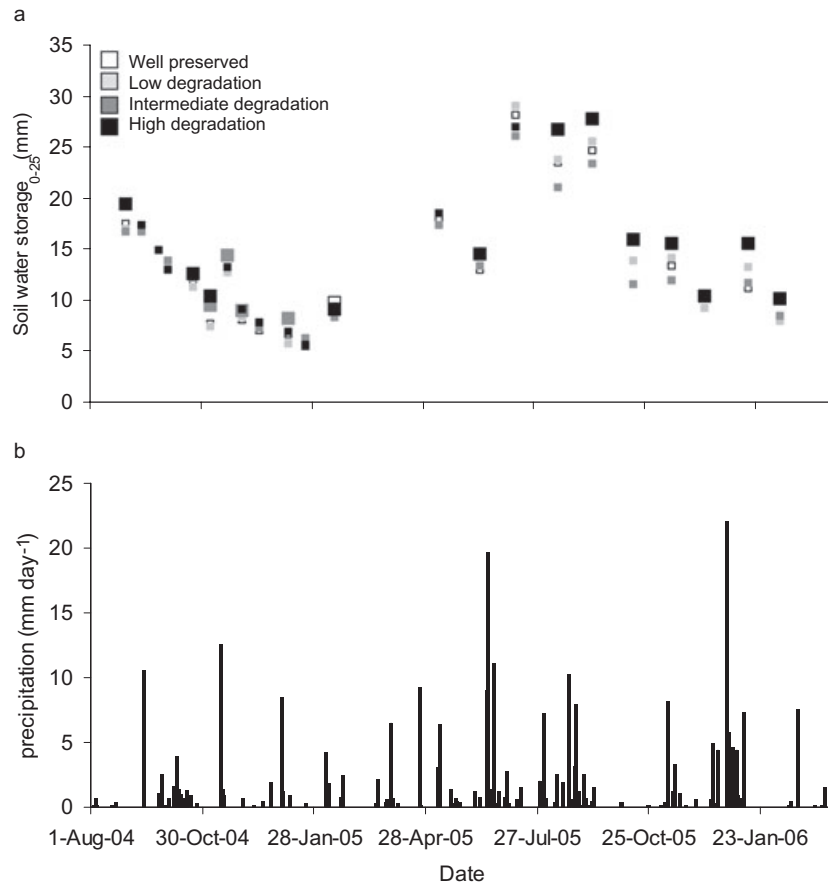 a
35
30
25
20
15
10
5
0
Soil water storage0-25(mm)
Well preserved
Low degradation
Intermediate degradation
High degradation
b
25
20
15
10
5
0
precipitation (mm day-1)
1-Aug-04 30-Oct-04 28-Jan-05 28-Apr-05 27-Jul-05 25-Oct-05 23-Jan-06
Date